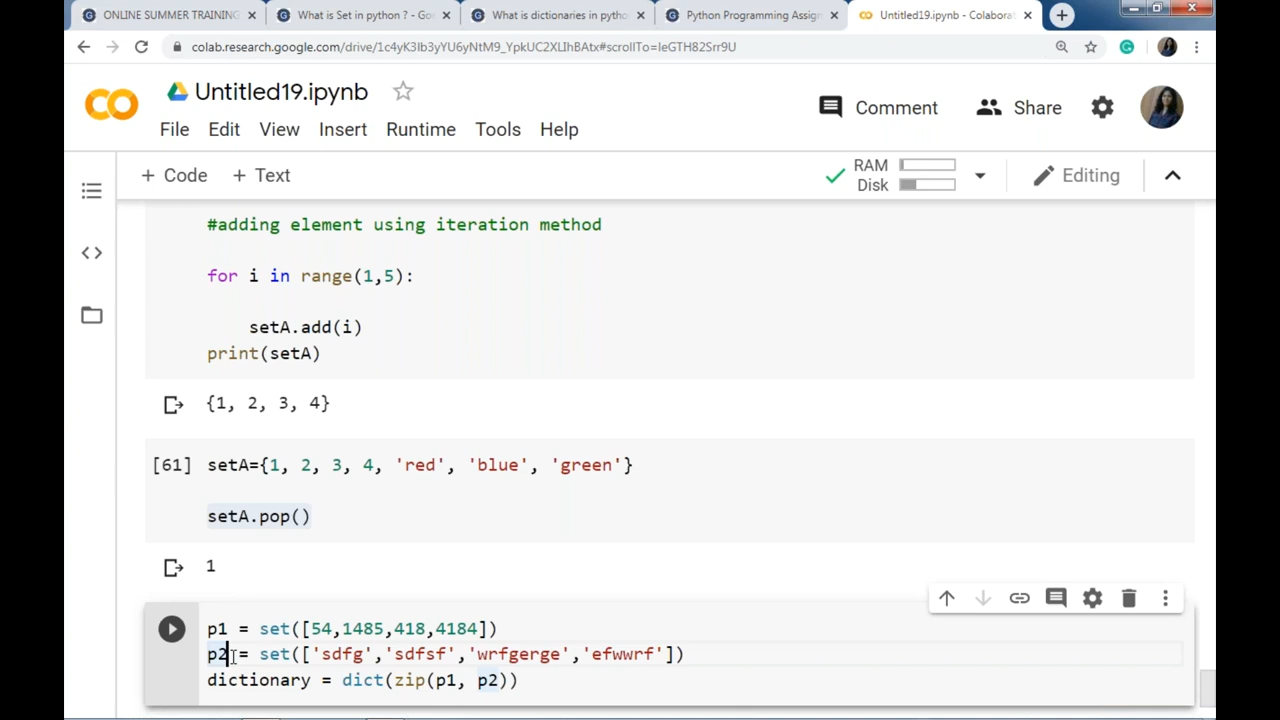 ONLINE SUMMER TRAINING
What is Set in python ? - Go
What is dictionaries in pytho
Python Programming Assig
Untitled19.ipynb - Colabora
colab.research.google.com/drive/1c4yK3Ib3yYU6yNtM9_YpkUC2XLIhBAtx#scrollTo=IeGTH82Srr9U
CO Untitled19.ipynb
Comment Share
File Edit View Insert Runtime Tools Help
+ Code + Text
RAM
Disk
Editing
#adding element using iteration method
for i in range(1,5):
setA.add(i)
print(setA)
{1, 2, 3, 4}
[61] setA={1, 2, 3, 4, 'red', 'blue', 'green'}
setA.pop()
1
p1 = set([54,1485,418,4184])
p2 = set(['sdfg','sdfsf','wrfgerge','efwwrf'])
dictionary = dict(zip(p1, p2))